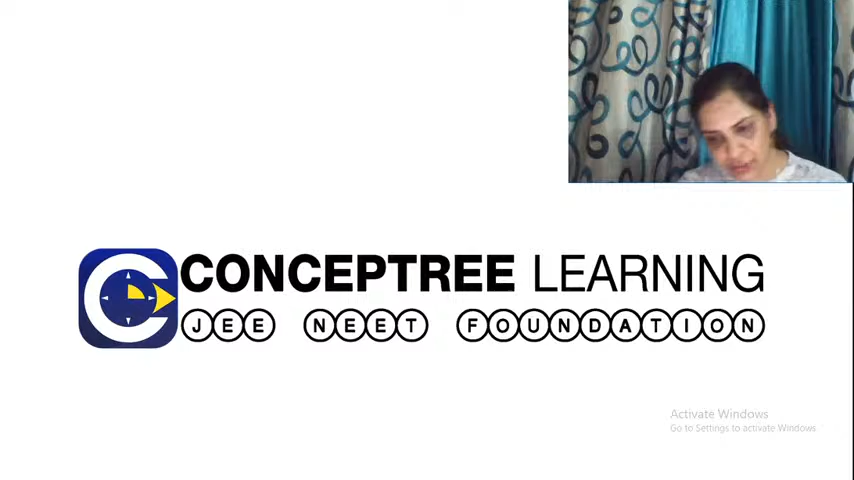 CONCEPTREE LEARNING
JEE NEET FOUNDATION
Activate Windows
Go to Settings to activate Windows.